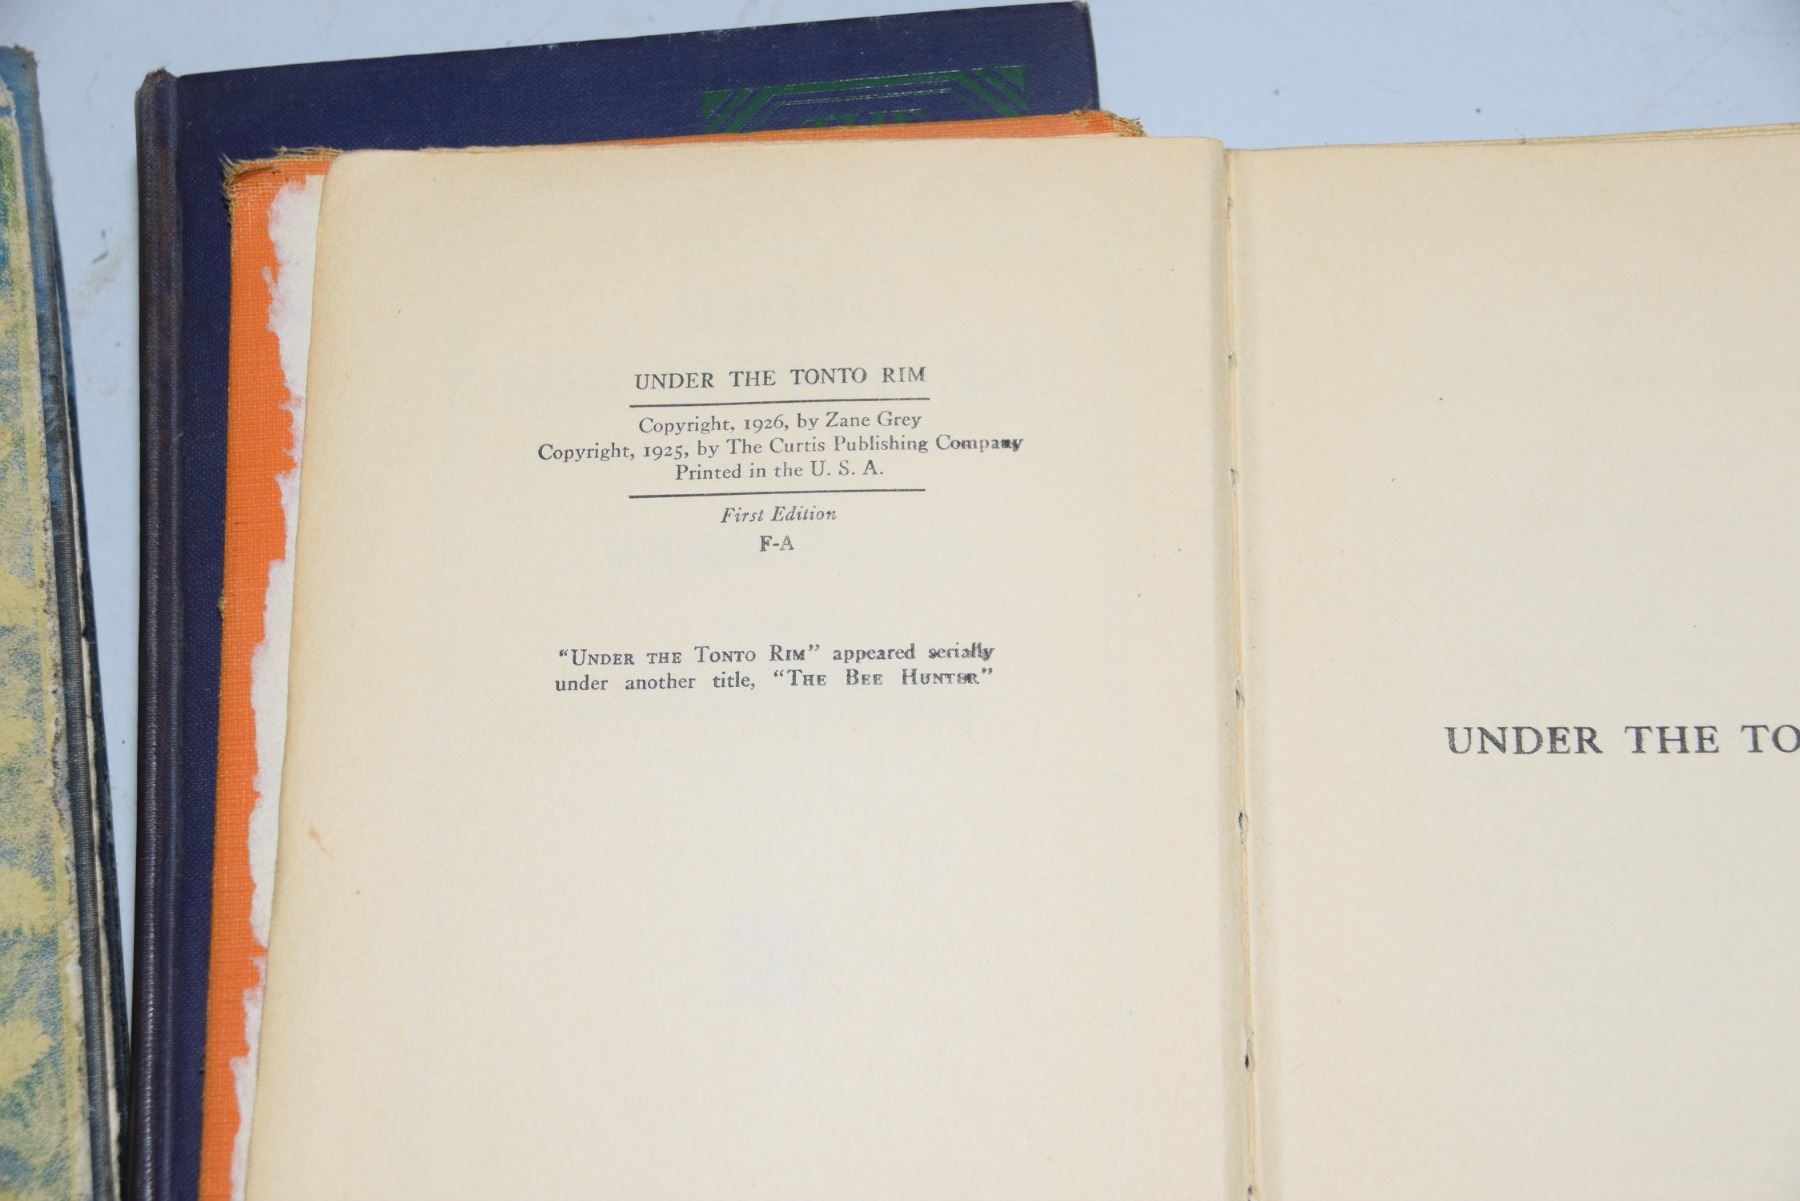 THE
UNDER THE TONTO RIM
Copyright, 1926, by Zane Grey
Copyright, 1925, by The Curtis Publishing Company
Printed in the U. S. A.
First Edition
F-A
“UNDER THE TONTO RIM” appeared serially
under another title, “THE BEE HUNTER”
UNDER THE TO